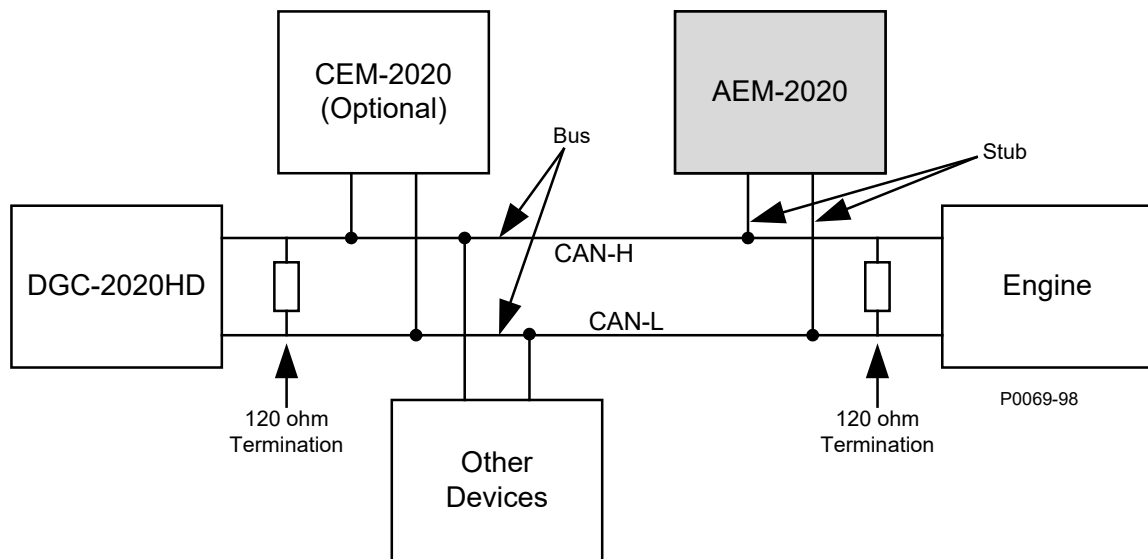 CEM-2020
(Optional)
AEM-2020
Bus
Stub
DGC-2020HD
CAN-H
Engine
CAN-L
P0069-98
120 ohm
Termination
120 ohm
Termination
Other
Devices